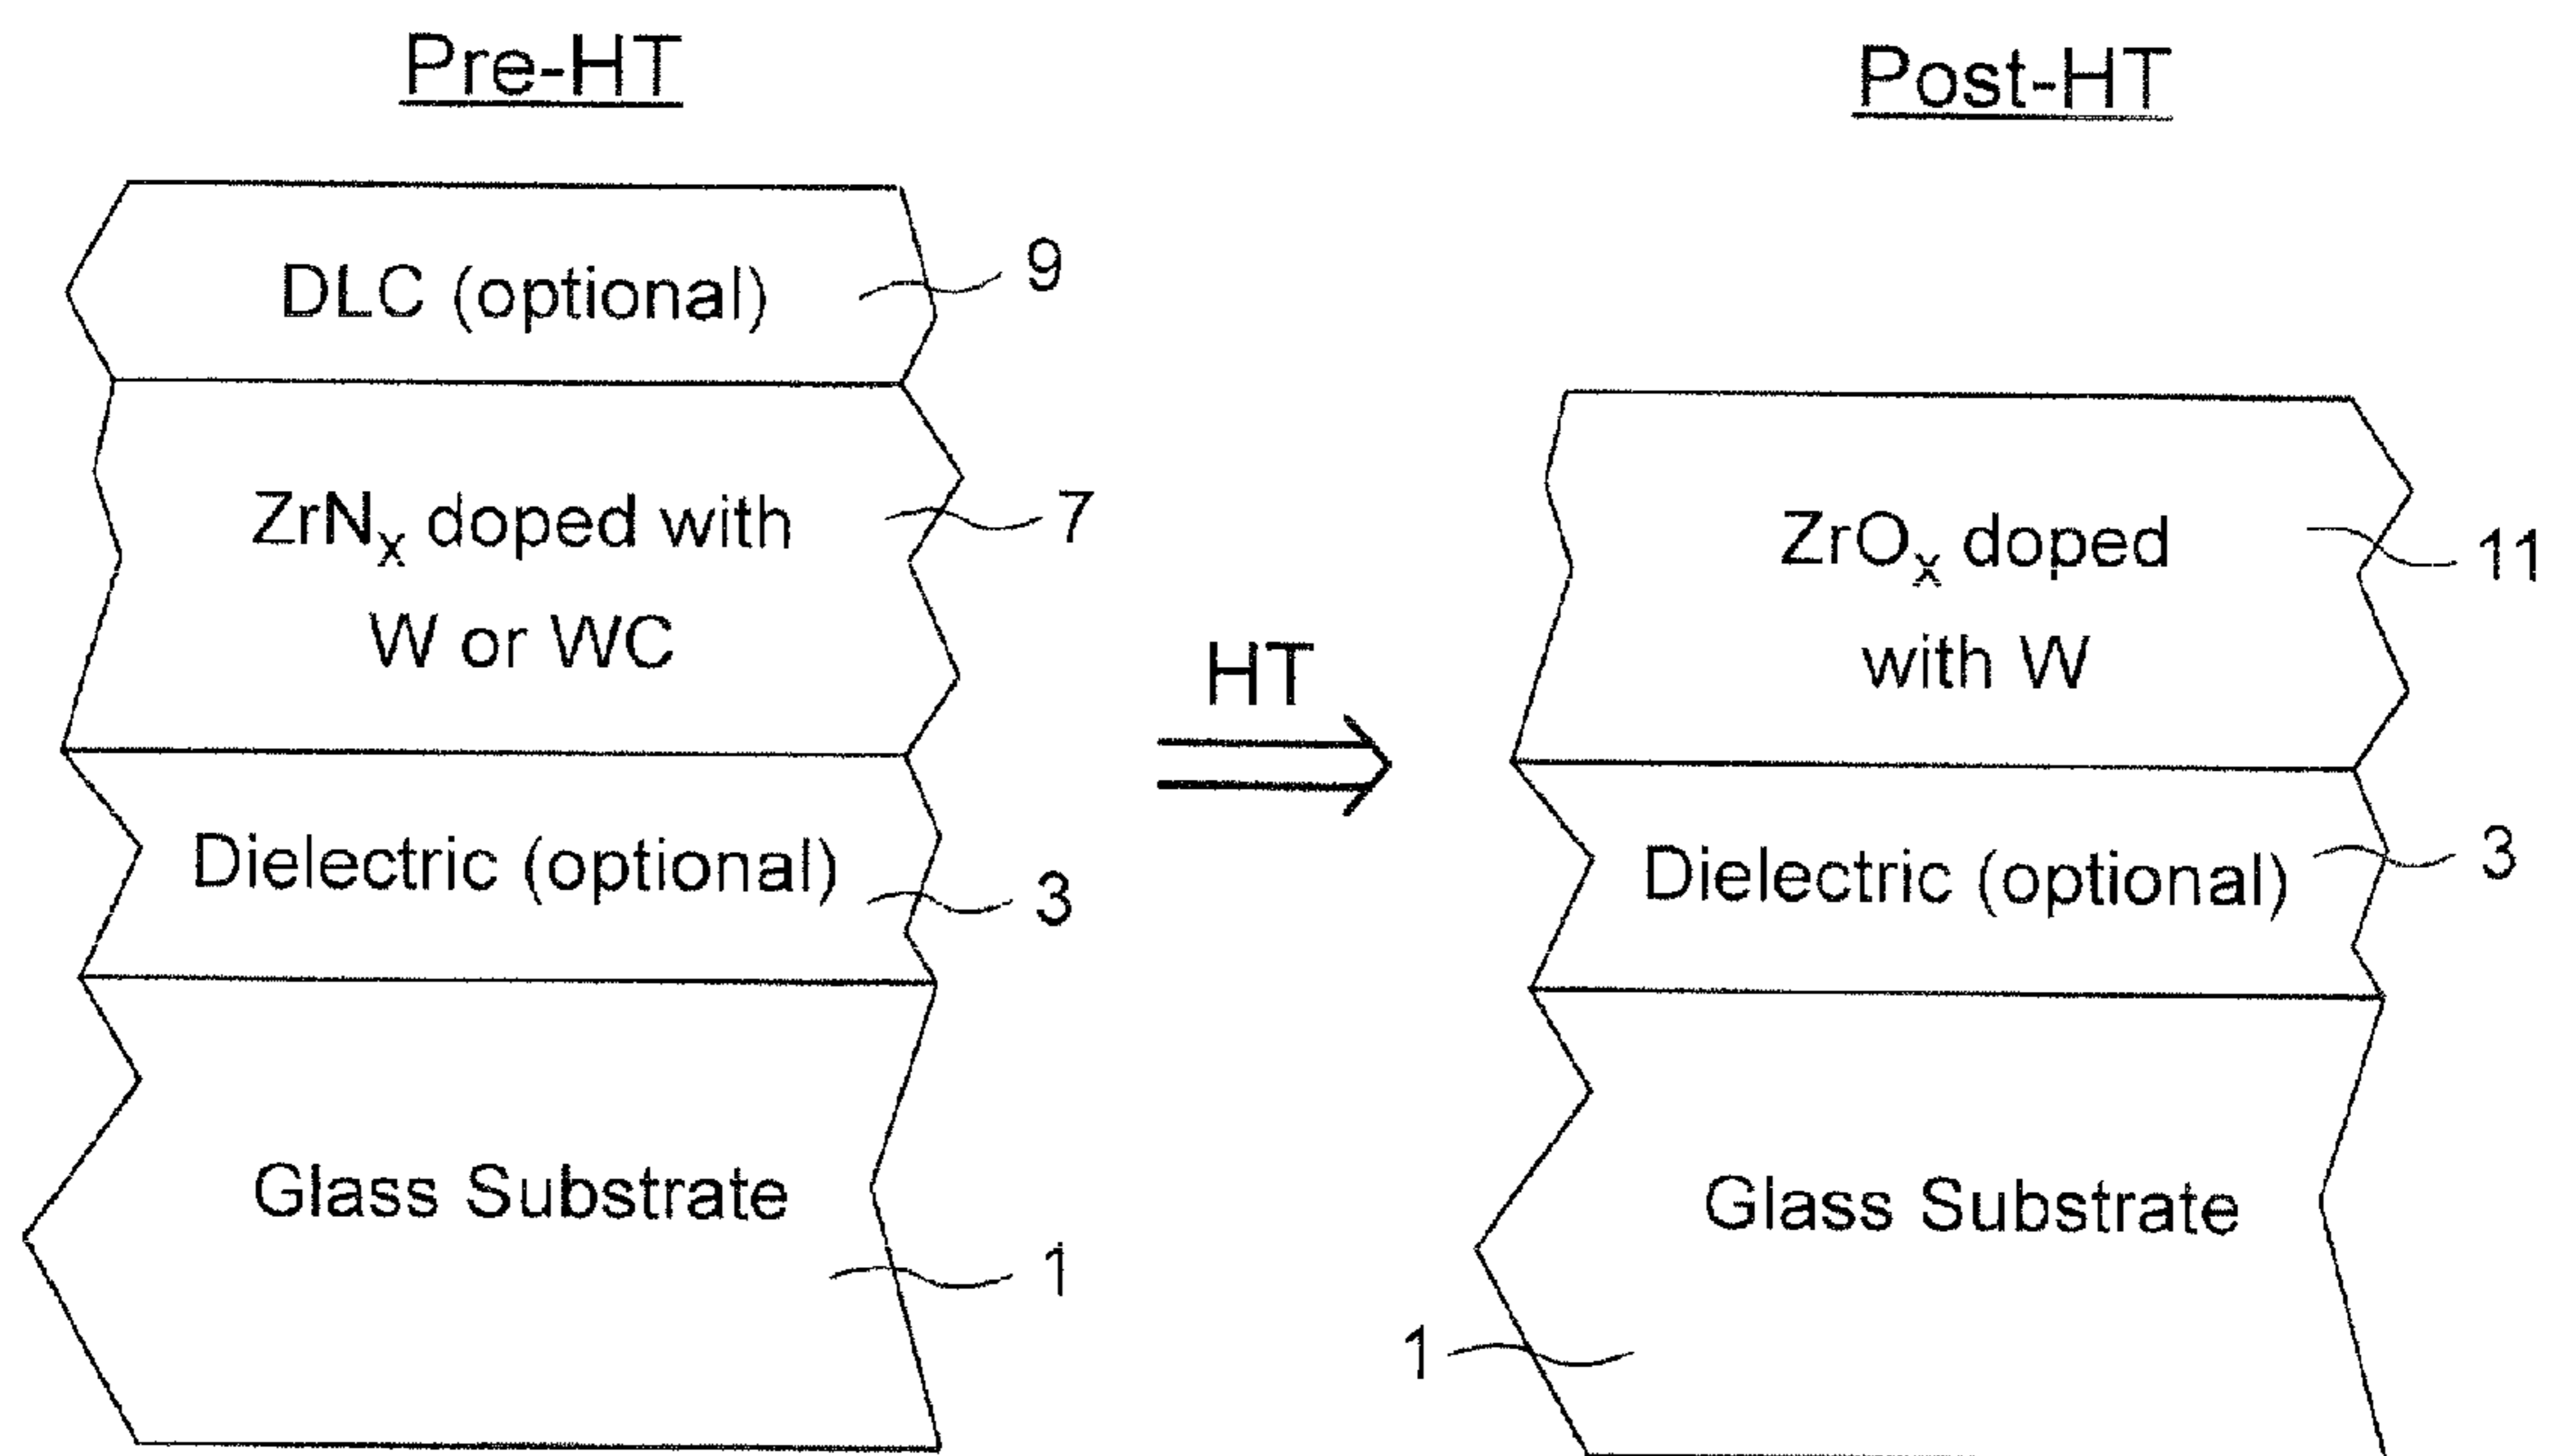 Pre-HT
DLC (optional)
9
ZrNx doped with
W or WC
7
Dielectric (optional)
3
Glass Substrate
1
HT
Post-HT
ZrOx doped
with W
11
Dielectric (optional)
3
Glass Substrate
1